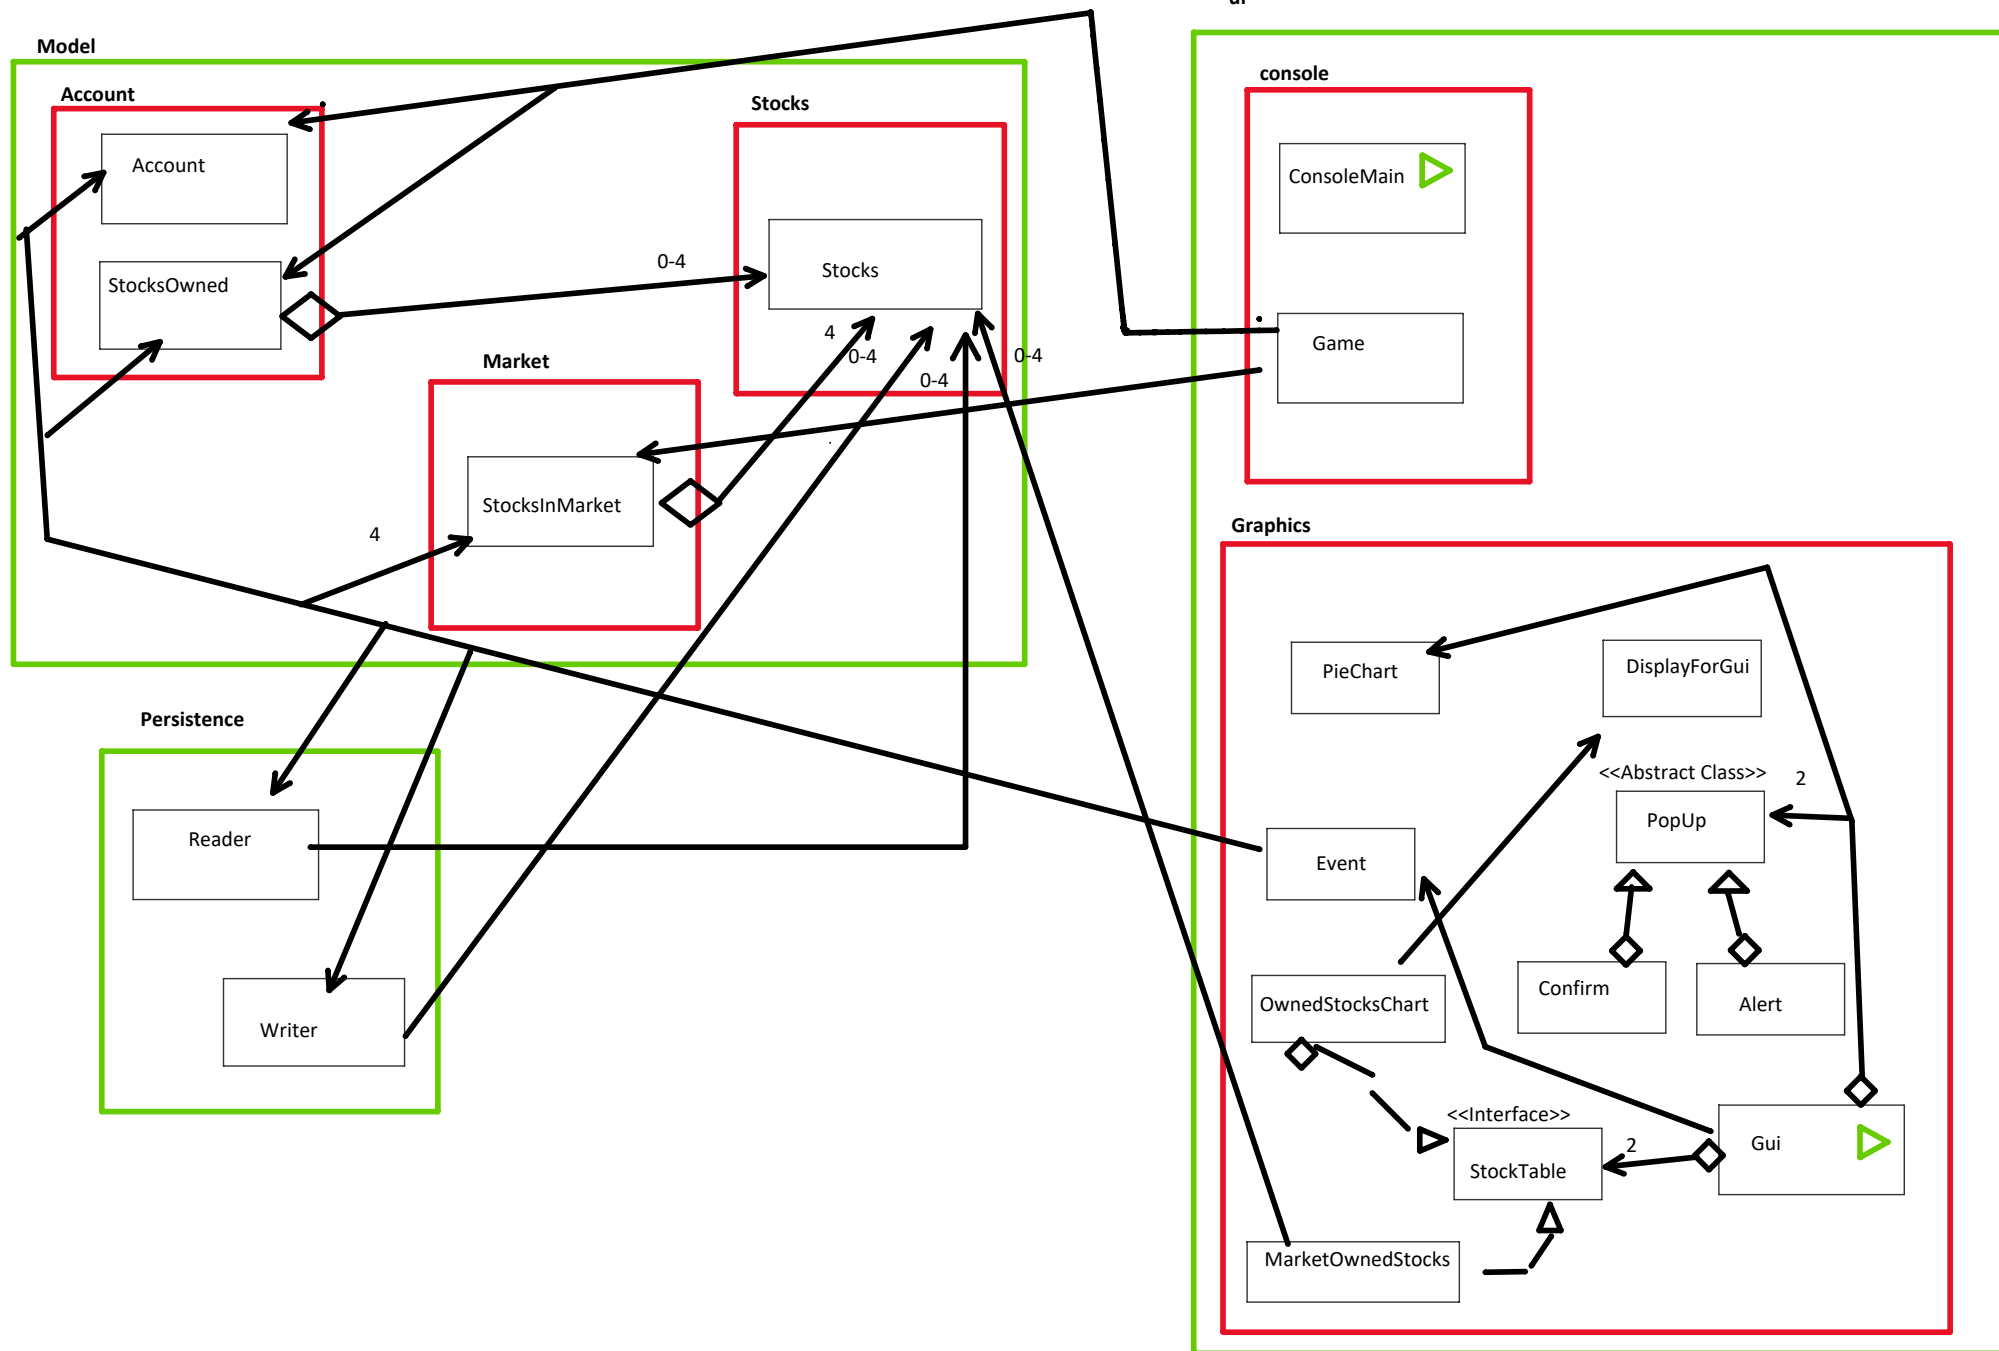 ui
Model
console
Account
Stocks
Account
ConsoleMain
StocksOwned
0-4
Stocks
4
0-4
0-4
0-4
Game
Market
StocksInMarket
4
Graphics
PieChart
DisplayForGui
Persistence
<<Abstract Class>>
2
PopUp
Reader
Event
Confirm
Alert
OwnedStocksChart
Writer
<<Interface>>
2
Gui
StockTable
MarketOwnedStocks